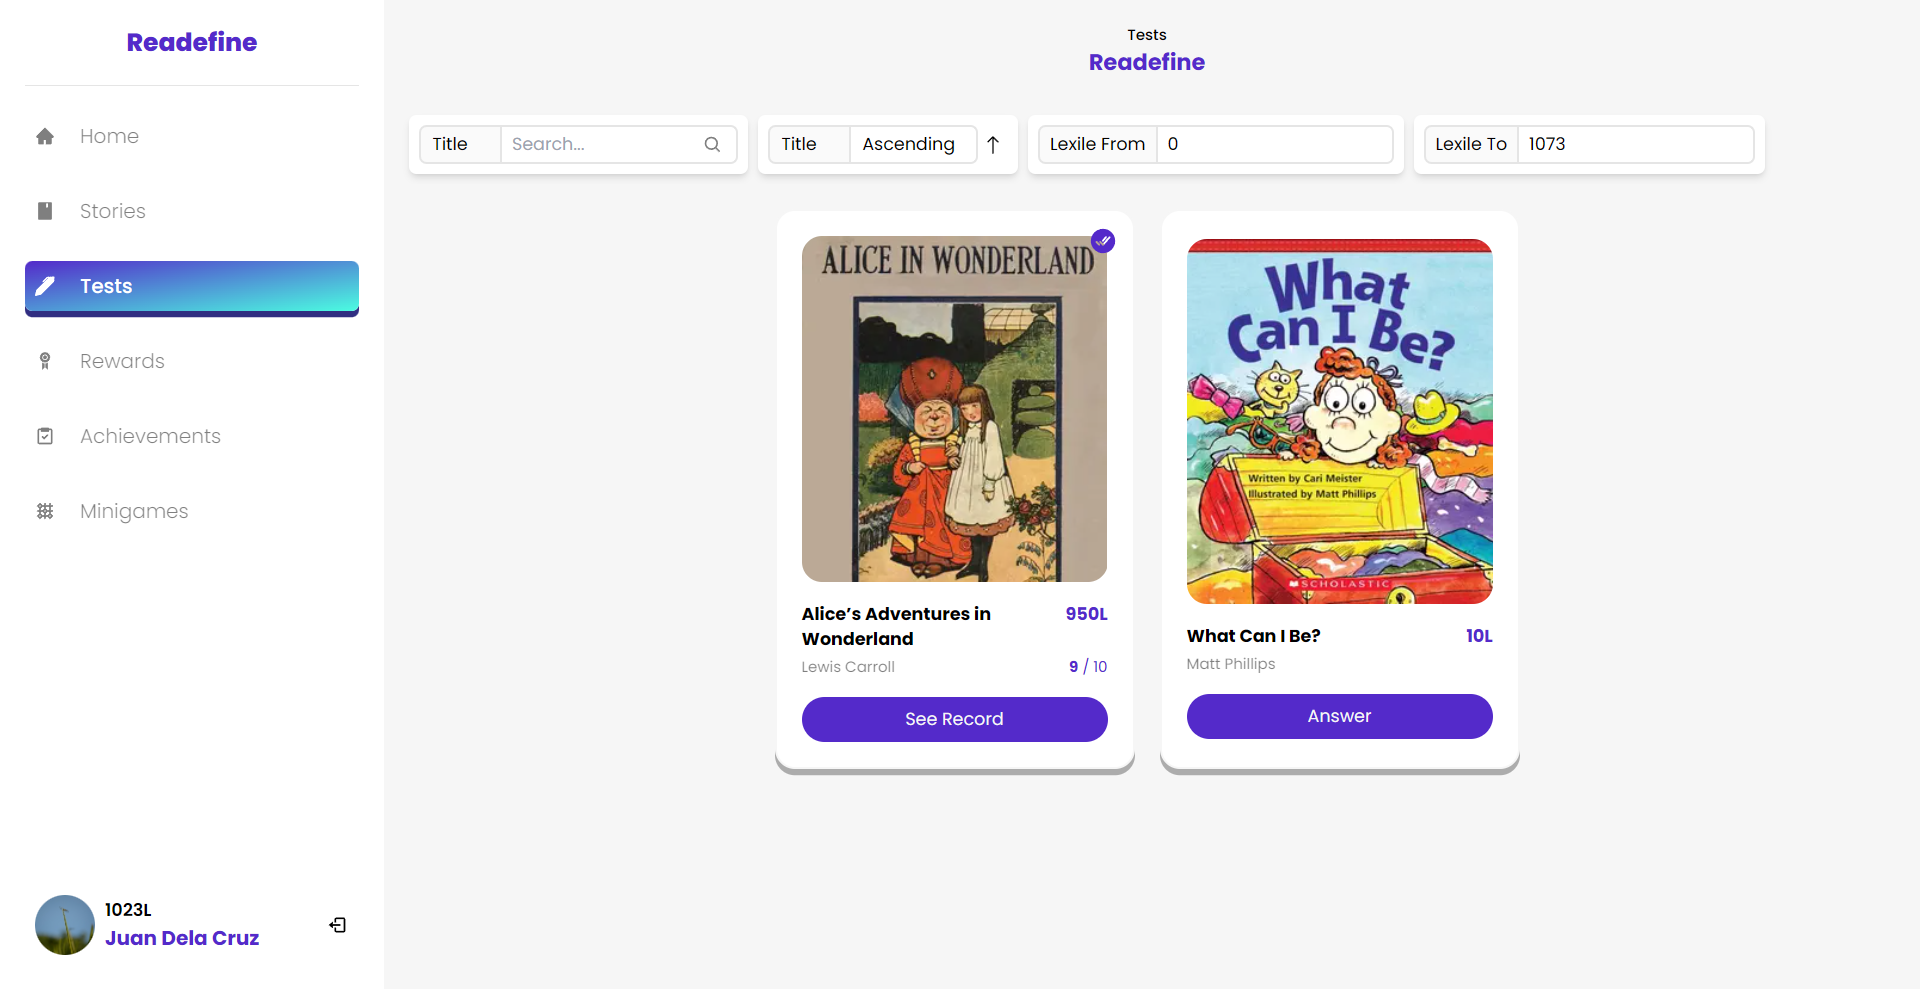 Readefine
Home
Stories
Tests
Rewards
Achievements
Minigames
1023L
Juan Dela Cruz
Tests
Readefine
Title
Search...
Title
Ascending
Lexile From
0
Lexile To
1073
ALICE IN WONDERLAND
Alice’s Adventures in
Wonderland
950L
Lewis Carroll
9 / 10
See Record
What
Can I Be?
Written by Cari Meister
Illustrated by Matt Phillips
SCHOLASTIC
What Can I Be?
10L
Matt Phillips
Answer